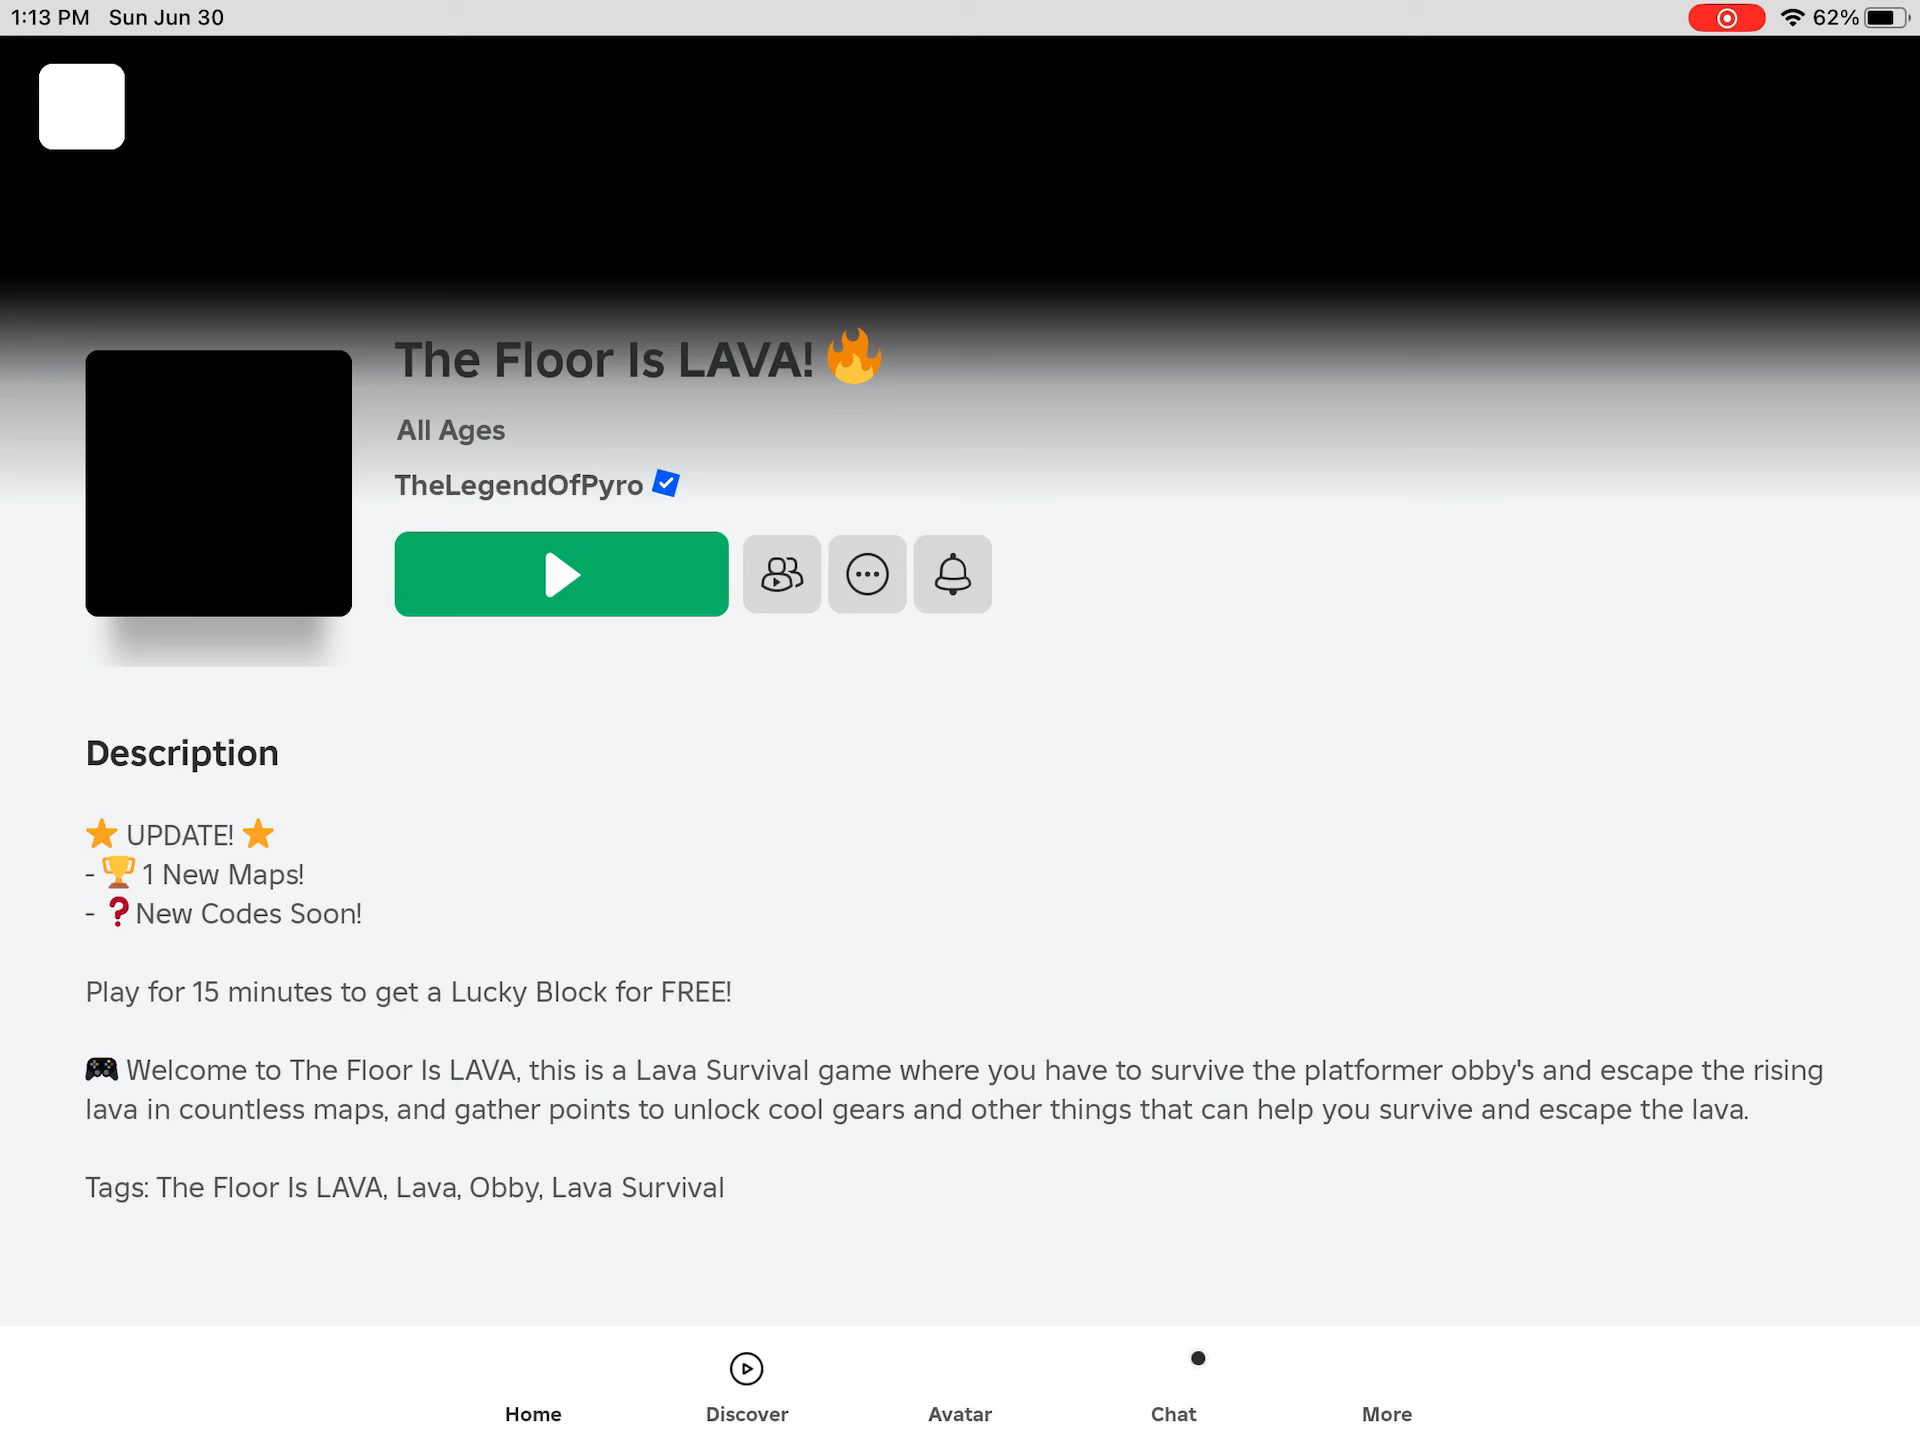 1:13 PM Sun Jun 30 62%
The Floor Is LAVA! 🔥
All Ages
TheLegendOfPyro
Description
⭐ UPDATE! ⭐
- 🏆 1 New Maps!
- ❓New Codes Soon!
Play for 15 minutes to get a Lucky Block for FREE!
🎮 Welcome to The Floor Is LAVA, this is a Lava Survival game where you have to survive the platformer obby's and escape the rising
lava in countless maps, and gather points to unlock cool gears and other things that can help you survive and escape the lava.
Tags: The Floor Is LAVA, Lava, Obby, Lava Survival
Home Discover Avatar Chat More